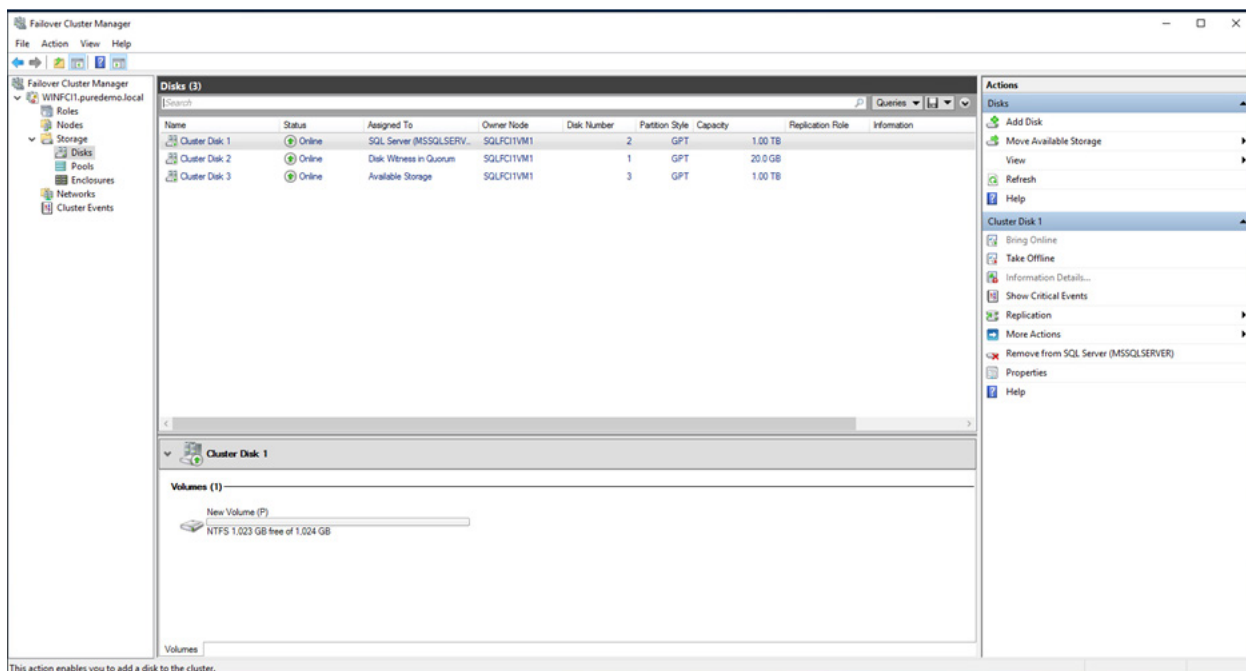 Failover Cluster Manager
File Action View Help
Failover Cluster Manager
WINFCI1.puredemo.local
Roles
Nodes
Storage
Disks
Pools
Enclosures
Networks
Cluster Events
Disks (3)
Search
Queries
Name Status Assigned To Owner Node Disk Number Partition Style Capacity Replication Role Information
Cluster Disk 1 Online SQL Server (MSSQLSERV... SQLFCI1VM1 2 GPT 1.00 TB
Cluster Disk 2 Online Disk Witness in Quorum SQLFCI1VM1 1 GPT 20.0 GB
Cluster Disk 3 Online Available Storage SQLFCI1VM1 3 GPT 1.00 TB
Cluster Disk 1
Volumes (1)
New Volume (P)
NTFS 1,023 GB free of 1,024 GB
Volumes
Actions
Disks
Add Disk
Move Available Storage
View
Refresh
Help
Cluster Disk 1
Bring Online
Take Offline
Information Details...
Show Critical Events
Replication
More Actions
Remove from SQL Server (MSSQLSERVER)
Properties
Help
This action enables you to add a disk to the cluster.